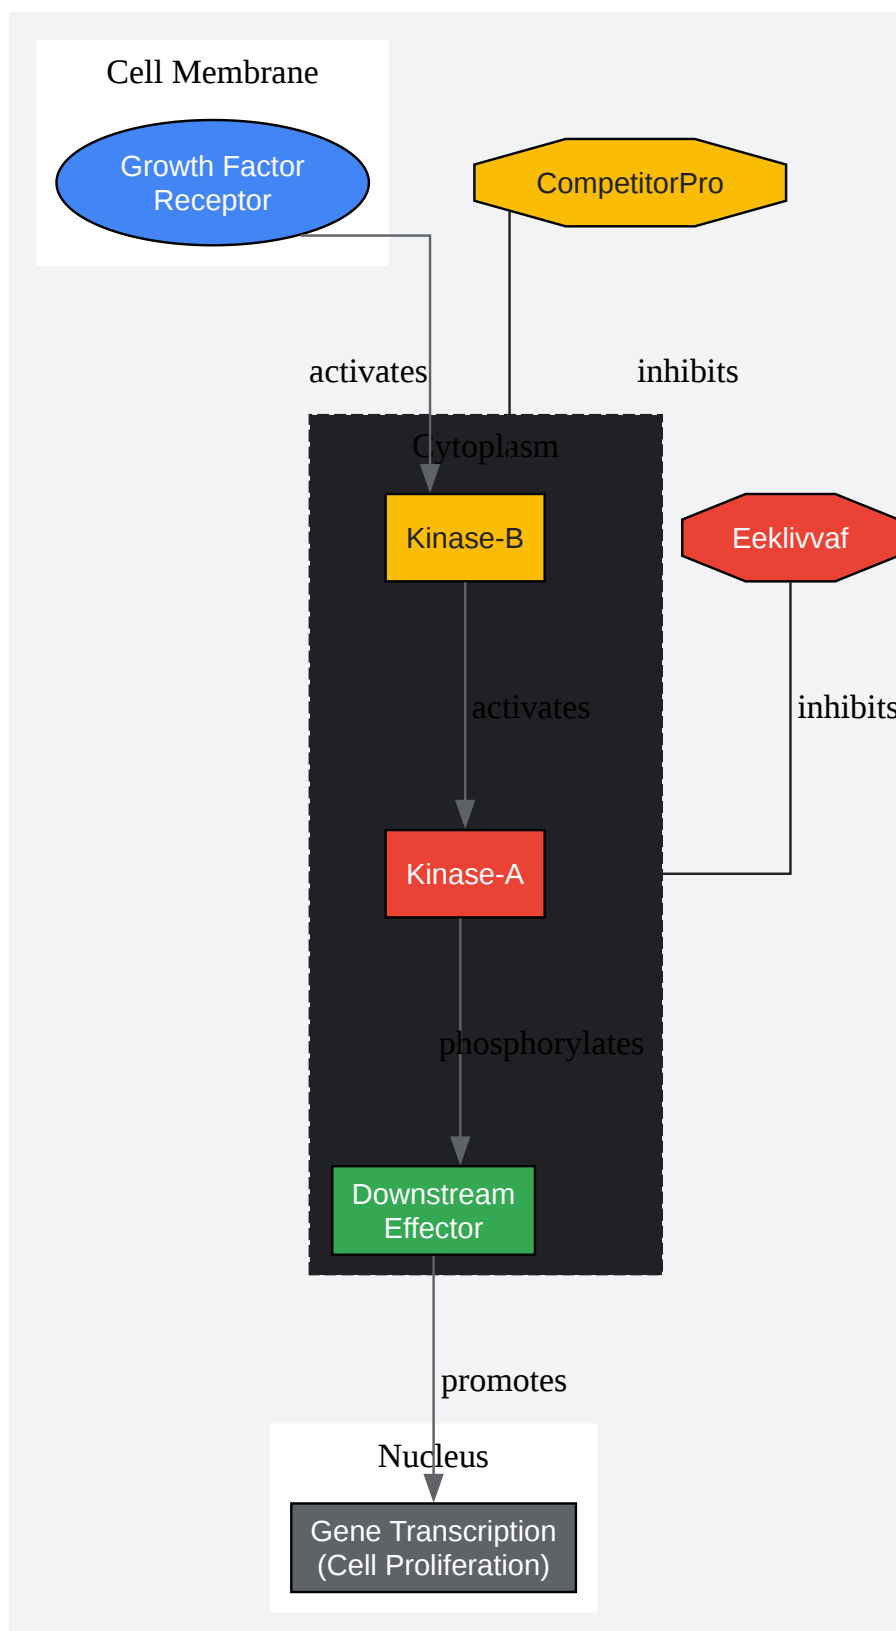 Cell Membrane
Growth Factor
Receptor
CompetitorPro
activates
inhibits
Cytoplasm
Kinase-B
Eeklivvaf
activates
inhibits
Kinase-A
phosphorylates
Downstream
Effector
promotes
Nucleus
Gene Transcription
(Cell Proliferation)